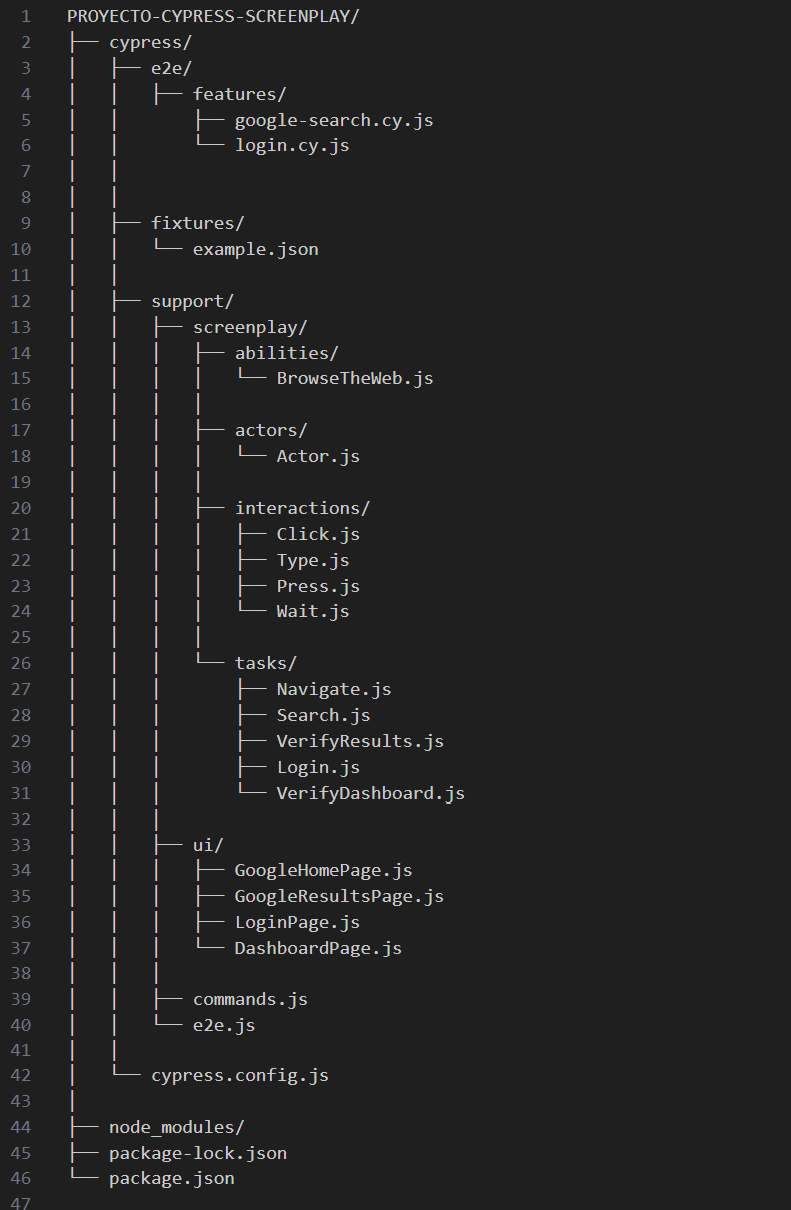 1 PROYECTO-CYPRESS-SCREENPLAY/
2 ├── cypress/
3 │   ├── e2e/
4 │   │   ├── features/
5 │   │       ├── google-search.cy.js
6 │   │       └── login.cy.js
7 │   │
8 │   │
9 │   ├── fixtures/
10 │   │   └── example.json
11 │   │
12 │   ├── support/
13 │   │   ├── screenplay/
14 │   │   │   ├── abilities/
15 │   │   │   │   └── BrowseTheWeb.js
16 │   │   │   │
17 │   │   │   ├── actors/
18 │   │   │   │   └── Actor.js
19 │   │   │   │
20 │   │   │   ├── interactions/
21 │   │   │   │   ├── Click.js
22 │   │   │   │   ├── Type.js
23 │   │   │   │   ├── Press.js
24 │   │   │   │   └── Wait.js
25 │   │   │   │
26 │   │   │   └── tasks/
27 │   │   │       ├── Navigate.js
28 │   │   │       ├── Search.js
29 │   │   │       ├── VerifyResults.js
30 │   │   │       ├── Login.js
31 │   │   │       └── VerifyDashboard.js
32 │   │   │
33 │   │   ├── ui/
34 │   │   │   ├── GoogleHomePage.js
35 │   │   │   ├── GoogleResultsPage.js
36 │   │   │   ├── LoginPage.js
37 │   │   │   └── DashboardPage.js
38 │   │   │
39 │   │   ├── commands.js
40 │   │   └── e2e.js
41 │   │
42 │   └── cypress.config.js
43 │
44 ├── node_modules/
45 ├── package-lock.json
46 └── package.json
47